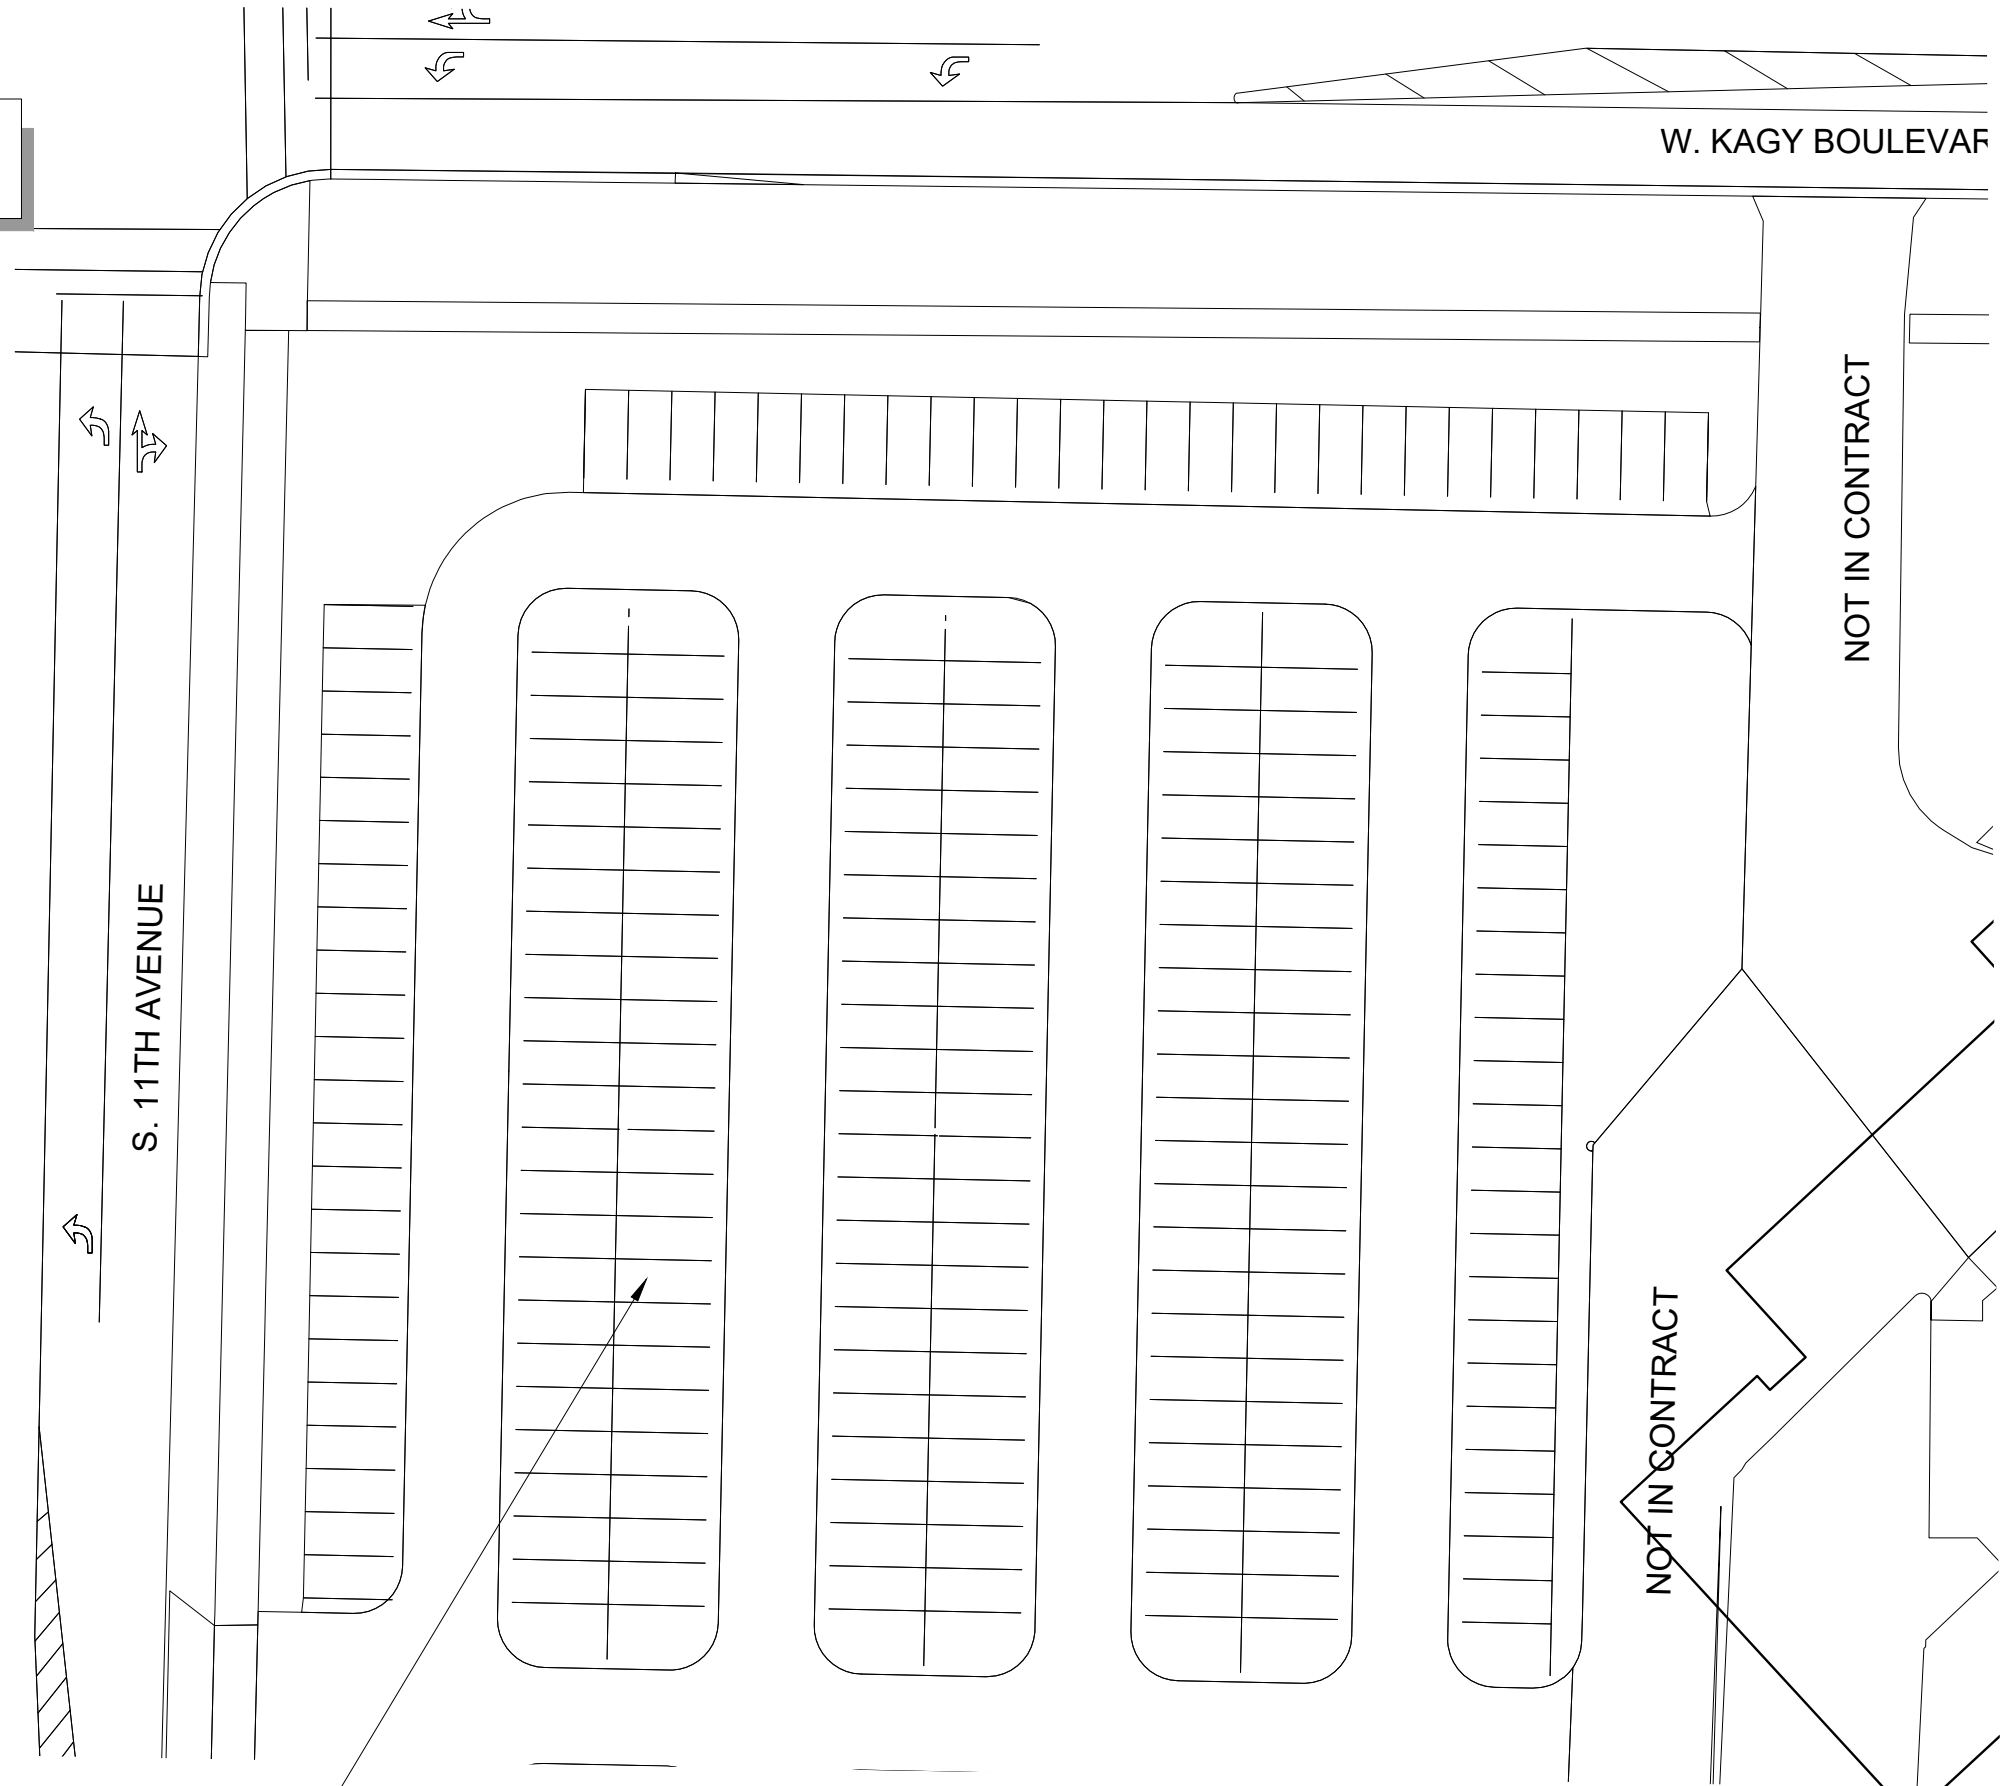 W. KAGY BOULEVAR
NOT IN CONTRACT
S. 11TH AVENUE
NOT IN CONTRACT